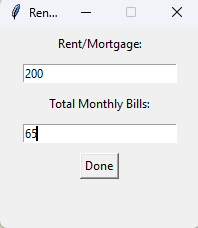 Ren...
Rent/Mortgage:
200
Total Monthly Bills:
65
Done